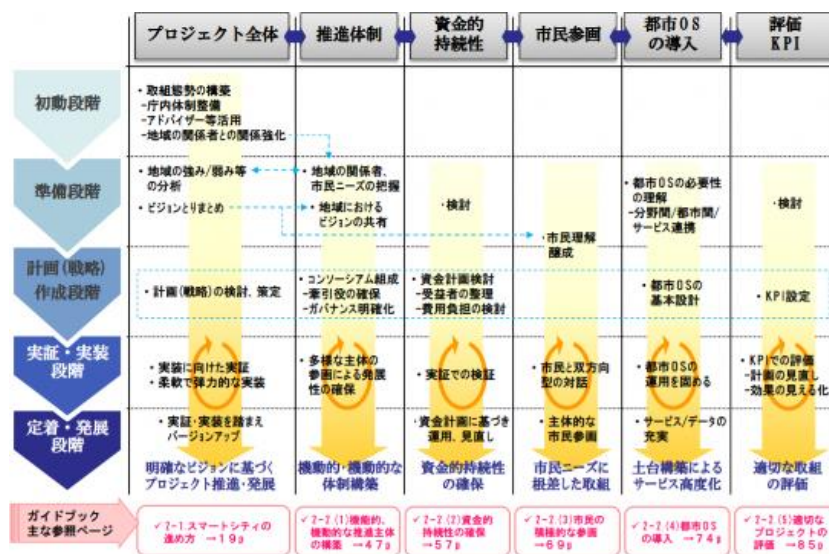 プロジェクト全体
推進体制
資金的
持続性
市民参画
都市OS
の導入
評価
KPI
初動段階
・取組態勢の構築
-庁内体制整備
-アドバイザー等活用
-地域の関係者との関係強化
準備段階
・地域の強み/弱み等
の分析
・ビジョンとりまとめ
・地域の関係者、
市民ニーズの把握
・地域における
ビジョンの共有
・検討
・市民理解
醸成
・都市OSの必要性
の理解
-分野間/都市間/
サービス連携
・検討
計画(戦略)
作成段階
・計画(戦略)の検討、策定
・コンソーシアム組成
-牽引役の確保
-ガバナンス明確化
・資金計画検討
-受益者の整理
-費用負担の検討
・都市OSの
基本設計
・KPI設定
実証・実装
段階
・実装に向けた実証
・柔軟で弾力的な実装
・多様な主体の
参画による発展
性の確保
・実証での検証
・市民と双方向
型の対話
・都市OSの
運用を固める
・KPIでの評価
-計画の見直し
-効果の見える化
定着・発展
段階
・実証・実装を踏まえ
バージョンアップ
・資金計画に基づき
運用、見直し
・主体的な
市民参画
・サービス/データの
充実
明確なビジョンに基づく
プロジェクト推進・発展
機動的・機動的な
体制構築
資金的持続性
の確保
市民ニーズに
根差した取組
土台構築による
サービス高度化
適切な取組
の評価
ガイドブック
主な参照ページ
✓2-1.スマートシティの
進め方 →19p
✓2-2.(1)機能的、
機動的な推進主体
の構築 →47p
✓2-2.(2)資金的
持続性の確保
→57p
✓2-2.(3)市民の
積極的な参画
→69p
✓2-2.(4)都市OS
の導入 →74p
✓2-2.(5)適切な
プロジェクトの
評価 →85p